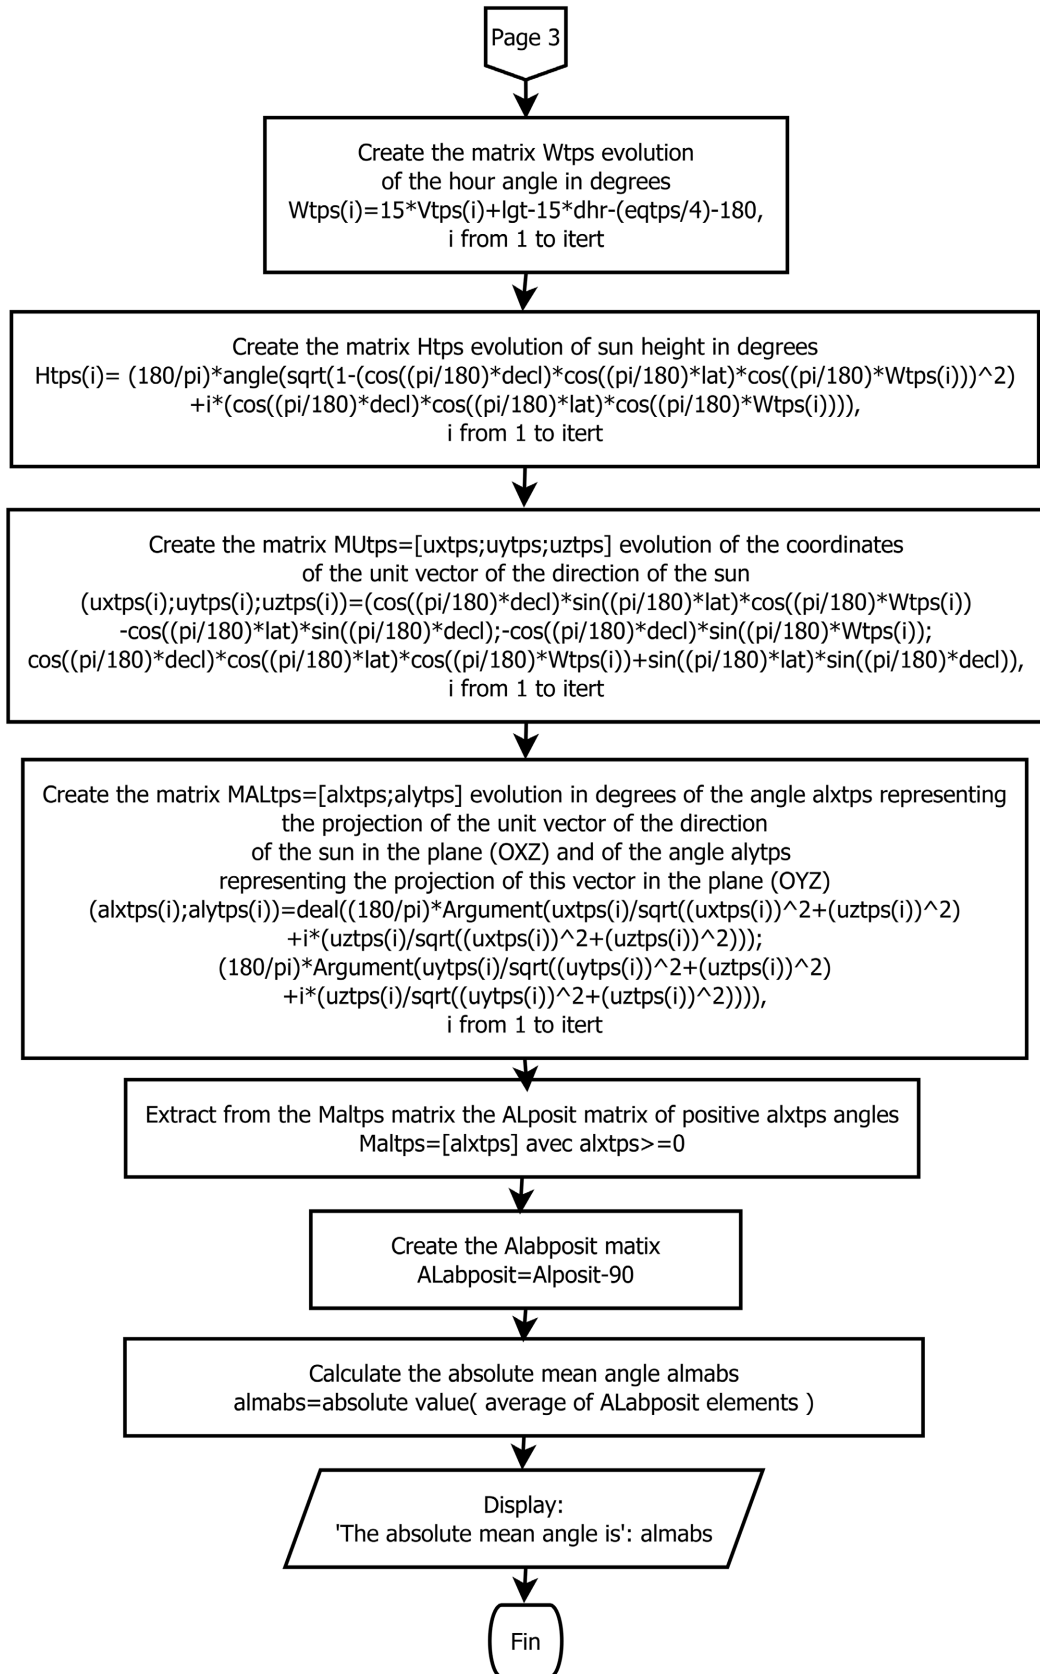 Page 3
Create the matrix Wtps evolution
of the hour angle in degrees
Wtps(i)=15*Vtps(i)+lgt-15*dhr-(eqtps/4)-180,
i from 1 to itert
Create the matrix Htps evolution of sun height in degrees
Htps(i)= (180/pi)*angle(sqrt(1-(cos((pi/180)*decl)*cos((pi/180)*lat)*cos((pi/180)*Wtps(i)))^2)
+i*(cos((pi/180)*decl)*cos((pi/180)*lat)*cos((pi/180)*Wtps(i)))),
i from 1 to itert
Create the matrix MUtps=[uxtps;uytps;uztps] evolution of the coordinates
of the unit vector of the direction of the sun
(uxtps(i);uytps(i);uztps(i))=(cos((pi/180)*decl)*sin((pi/180)*lat)*cos((pi/180)*Wtps(i))
-cos((pi/180)*lat)*sin((pi/180)*decl);-cos((pi/180)*decl)*sin((pi/180)*Wtps(i));
cos((pi/180)*decl)*cos((pi/180)*lat)*cos((pi/180)*Wtps(i))+sin((pi/180)*lat)*sin((pi/180)*decl)),
i from 1 to itert
Create the matrix MALtps=[alxtps;alytps] evolution in degrees of the angle alxtps representing
the projection of the unit vector of the direction
of the sun in the plane (OXZ) and of the angle alytps
representing the projection of this vector in the plane (OYZ)
(alxtps(i);alytps(i))=deal((180/pi)*Argument(uxtps(i)/sqrt((uxtps(i))^2+(uztps(i))^2)
+i*(uztps(i)/sqrt((uxtps(i))^2+(uztps(i))^2)));
(180/pi)*Argument(uytps(i)/sqrt((uytps(i))^2+(uztps(i))^2)
+i*(uztps(i)/sqrt((uytps(i))^2+(uztps(i))^2)))),
i from 1 to itert
Extract from the Maltps matrix the ALposit matrix of positive alxtps angles
Maltps=[alxtps] avec alxtps>=0
Create the Alabposit matix
ALabposit=Alposit-90
Calculate the absolute mean angle almabs
almabs=absolute value( average of ALabposit elements )
Display:
'The absolute mean angle is': almabs
Fin